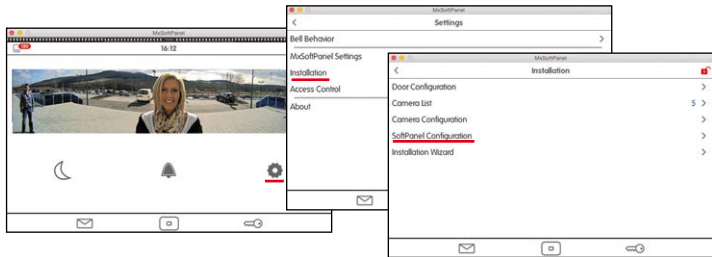 MxSoftPanel
16:12
MxSoftPanel
Settings
Bell Behavior
MxSoftPanel Settings
Installation
Access Control
About
MxSoftPanel
Installation
Door Configuration
Camera List 5
Camera Configuration
SoftPanel Configuration
Installation Wizard